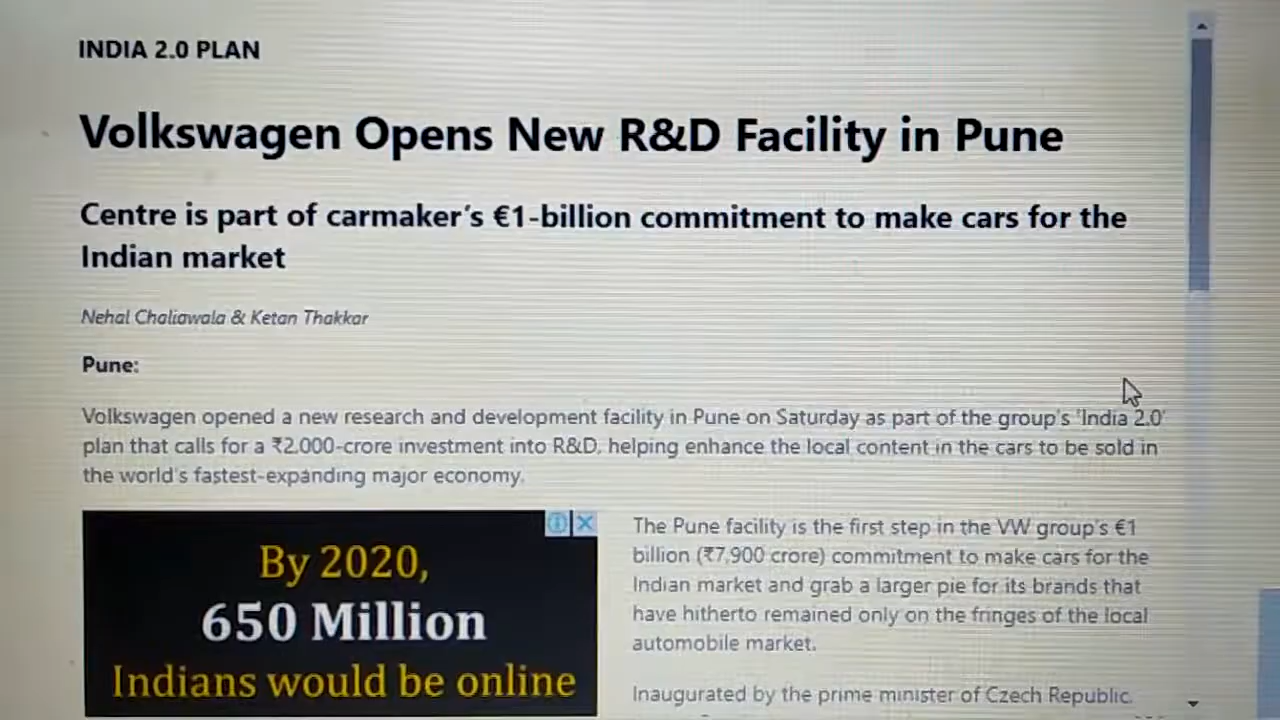 INDIA 2.0 PLAN
Volkswagen Opens New R&D Facility in Pune
Centre is part of carmaker's €1-billion commitment to make cars for the
Indian market
Nehal Chaliawala & Ketan Thakkar
Pune:
Volkswagen opened a new research and development facility in Pune on Saturday as part of the group's 'India 2.0'
plan that calls for a ₹2,000-crore investment into R&D, helping enhance the local content in the cars to be sold in
the world's fastest-expanding major economy.
By 2020,
650 Million
Indians would be online
The Pune facility is the first step in the VW group's €1
billion (₹7,900 crore) commitment to make cars for the
Indian market and grab a larger pie for its brands that
have hitherto remained only on the fringes of the local
automobile market.
Inaugurated by the prime minister of Czech Republic,